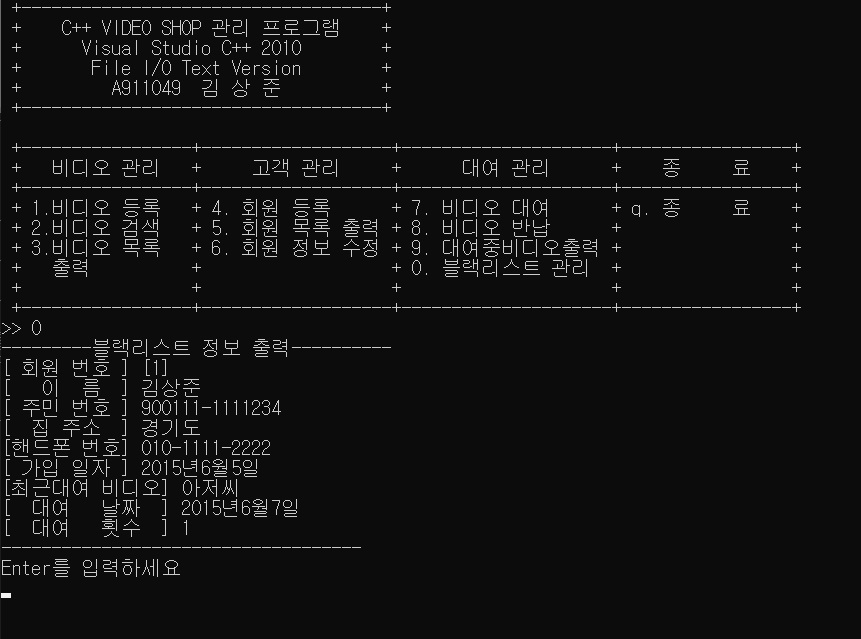 +------------------------------------+
+    C++ VIDEO SHOP 관리 프로그램    +
+      Visual Studio C++ 2010        +
+       File I/O Text Version        +
+         A911049  김 상 준          +
+------------------------------------+
+-----------------+-------------------+---------------------+-----------------+
+   비디오 관리   +     고객 관리     +      대여 관리      +    종     료    +
+-----------------+-------------------+---------------------+-----------------+
+ 1.비디오 등록   + 4. 회원 등록      + 7. 비디오 대여      + q. 종     료    +
+ 2.비디오 검색   + 5. 회원 목록 출력 + 8. 비디오 반납      +                 +
+ 3.비디오 목록   + 6. 회원 정보 수정 + 9. 대여중비디오출력 +                 +
+   출력          +                   + 0. 블랙리스트 관리  +                 +
+                 +                   +                     +                 +
+-----------------+-------------------+---------------------+-----------------+
>> 0
---------블랙리스트 정보 출력----------
[ 회원 번호 ] [1]
[   이  름  ] 김상준
[ 주민 번호 ] 900111-1111234
[  집 주소  ] 경기도
[핸드폰 번호] 010-1111-2222
[ 가입 일자 ] 2015년6월5일
[최근대여 비디오] 아저씨
[  대여   날짜  ] 2015년6월7일
[  대여   횟수  ] 1
------------------------------------
Enter를 입력하세요